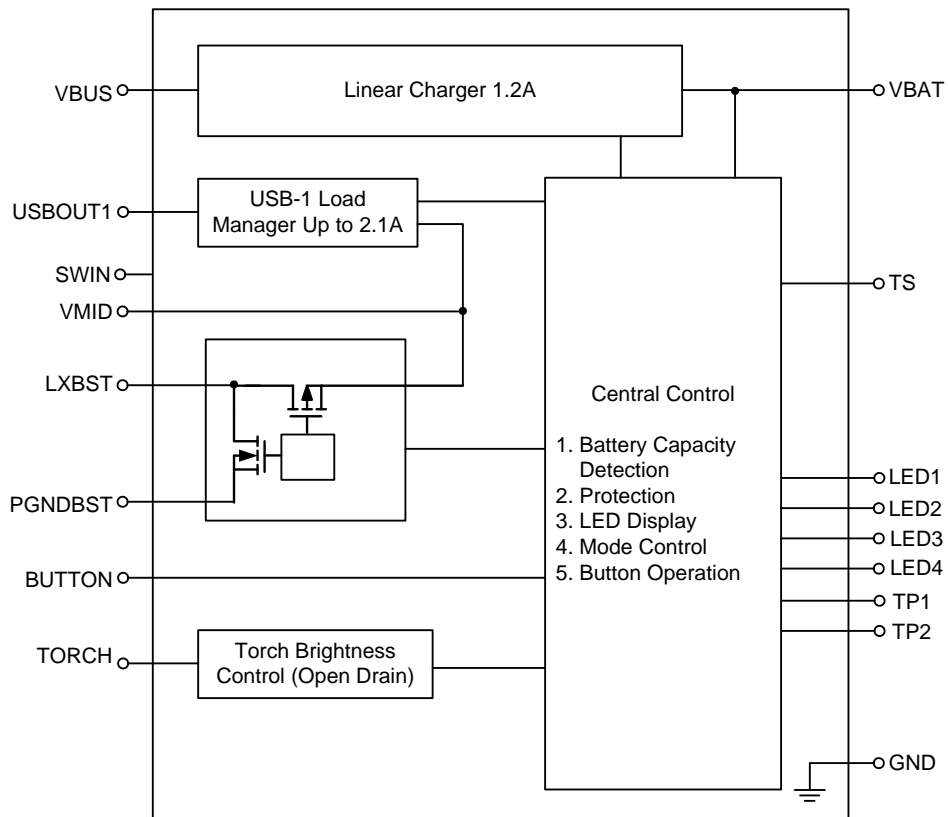 VBUS
Linear Charger 1.2A
VBAT
USBOUT1
USB-1 Load
Manager Up to 2.1A
SWIN
VMID
TS
LXBST
PGNDBST
Central Control
1. Battery Capacity
Detection
2. Protection
3. LED Display
4. Mode Control
5. Button Operation
LED1
LED2
LED3
LED4
TP1
TP2
BUTTON
TORCH
Torch Brightness
Control (Open Drain)
GND